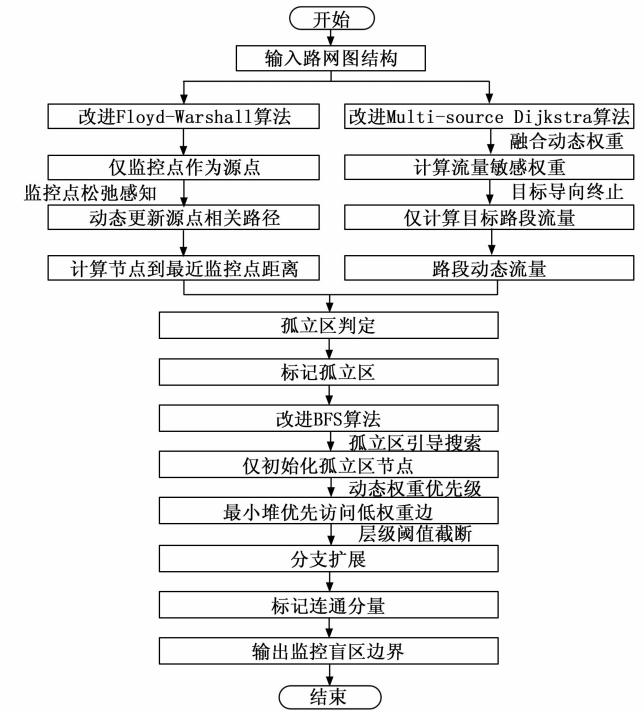 开始
输入路网图结构
改进Floyd-Warshall算法
改进Multi-source Dijkstra算法
融合动态权重
仅监控点作为源点
计算流量敏感权重
监控点松弛感知
目标导向终止
动态更新源点相关路径
仅计算目标路段流量
计算节点到最近监控点距离
路段动态流量
孤立区判定
标记孤立区
改进BFS算法
孤立区引导搜索
仅初始化孤立区节点
动态权重优先级
最小堆优先访问低权重边
层级阈值截断
分支扩展
标记连通分量
输出监控盲区边界
结束